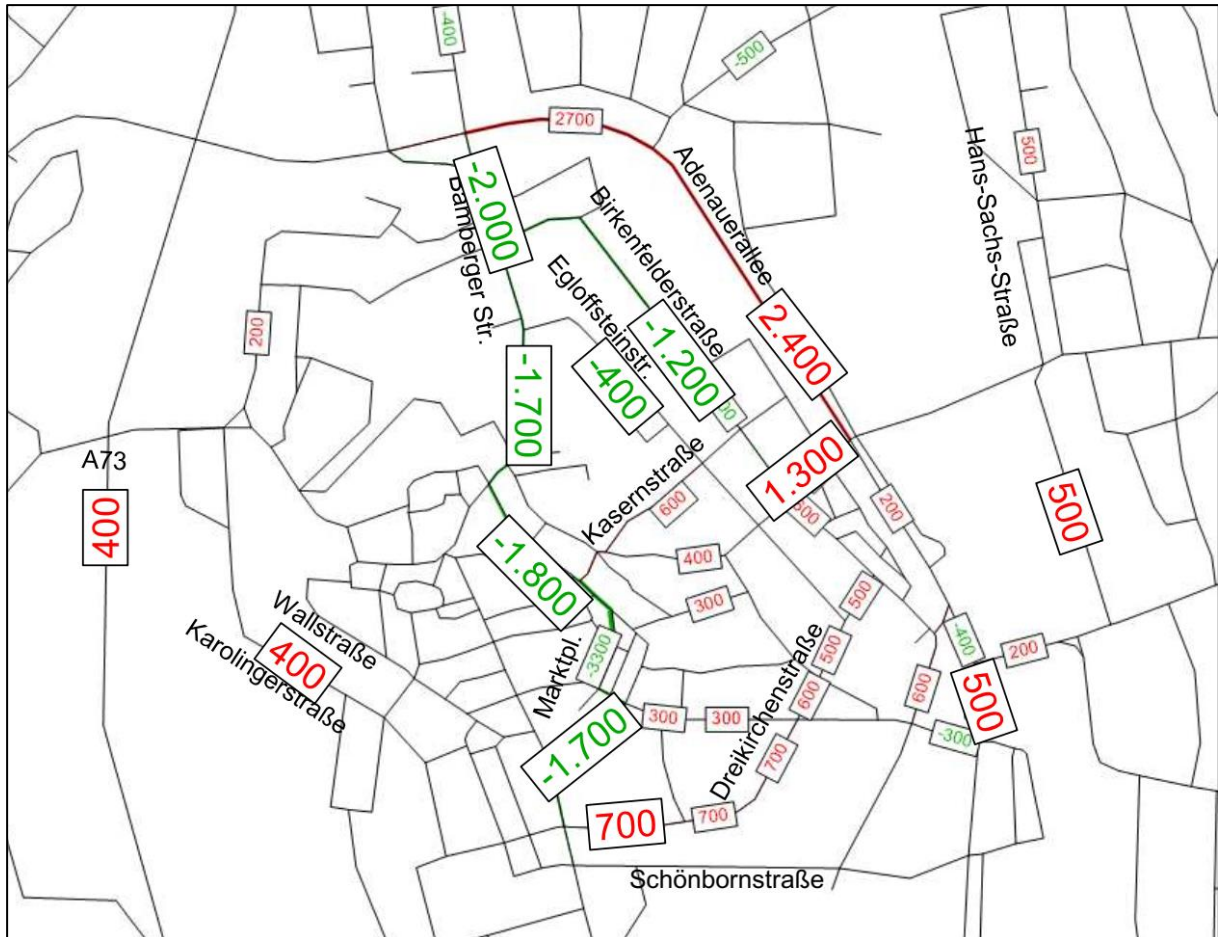 -400
-500
2700
Adenauerallee
Hans-Sachs-Straße
500
-2.000
Bamberger Str.
Birkenfelderstraße
Egloffsteinstr.
200
2.400
-1.200
-400
-1.700
A73
400
Kasernstraße
1.300
600
500
200
-1.800
400
300
500
Wallstraße
Karolingerstraße
400
Marktpl.
-3300
500
600
Dreikirchenstraße
-400
200
600
500
300
300
-300
-1.700
700
700
700
Schönbornstraße